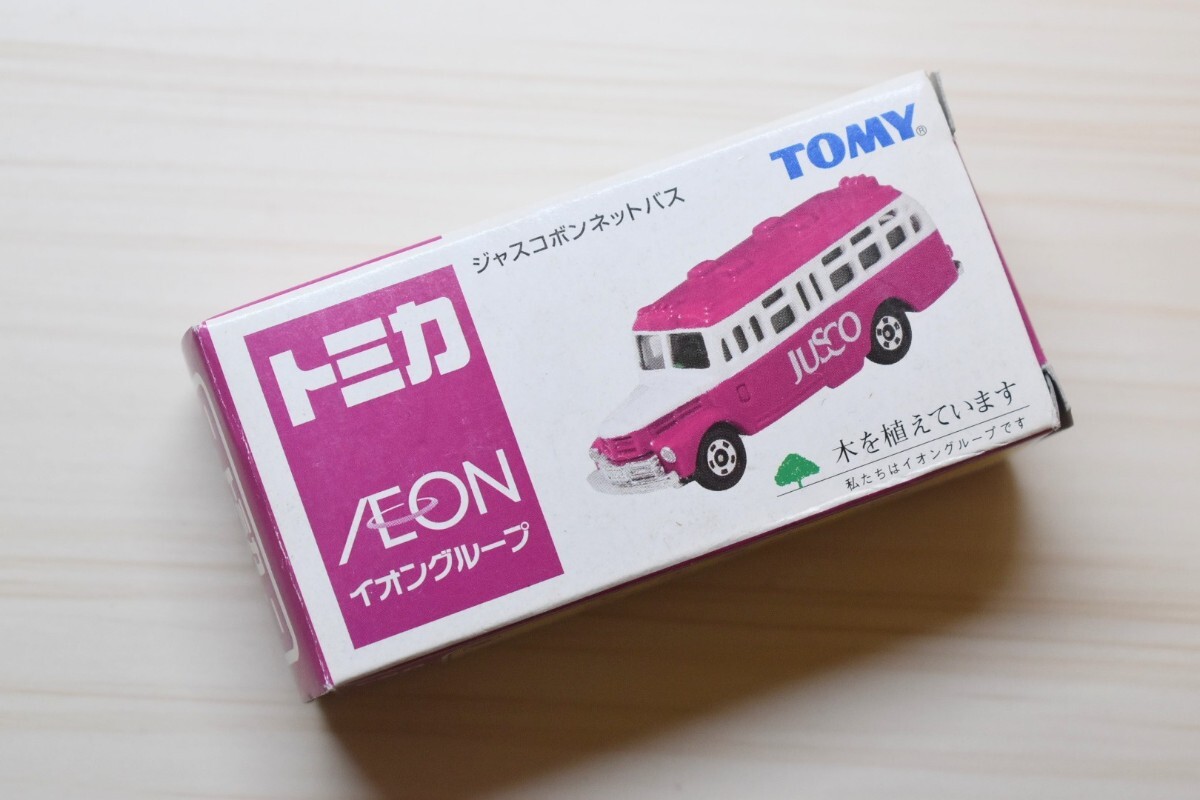 TOMY®
ジャスコボンネットバス
トミカ
ÆON
イオングループ
JUSCO
木を植えています
私たちはイオングループです